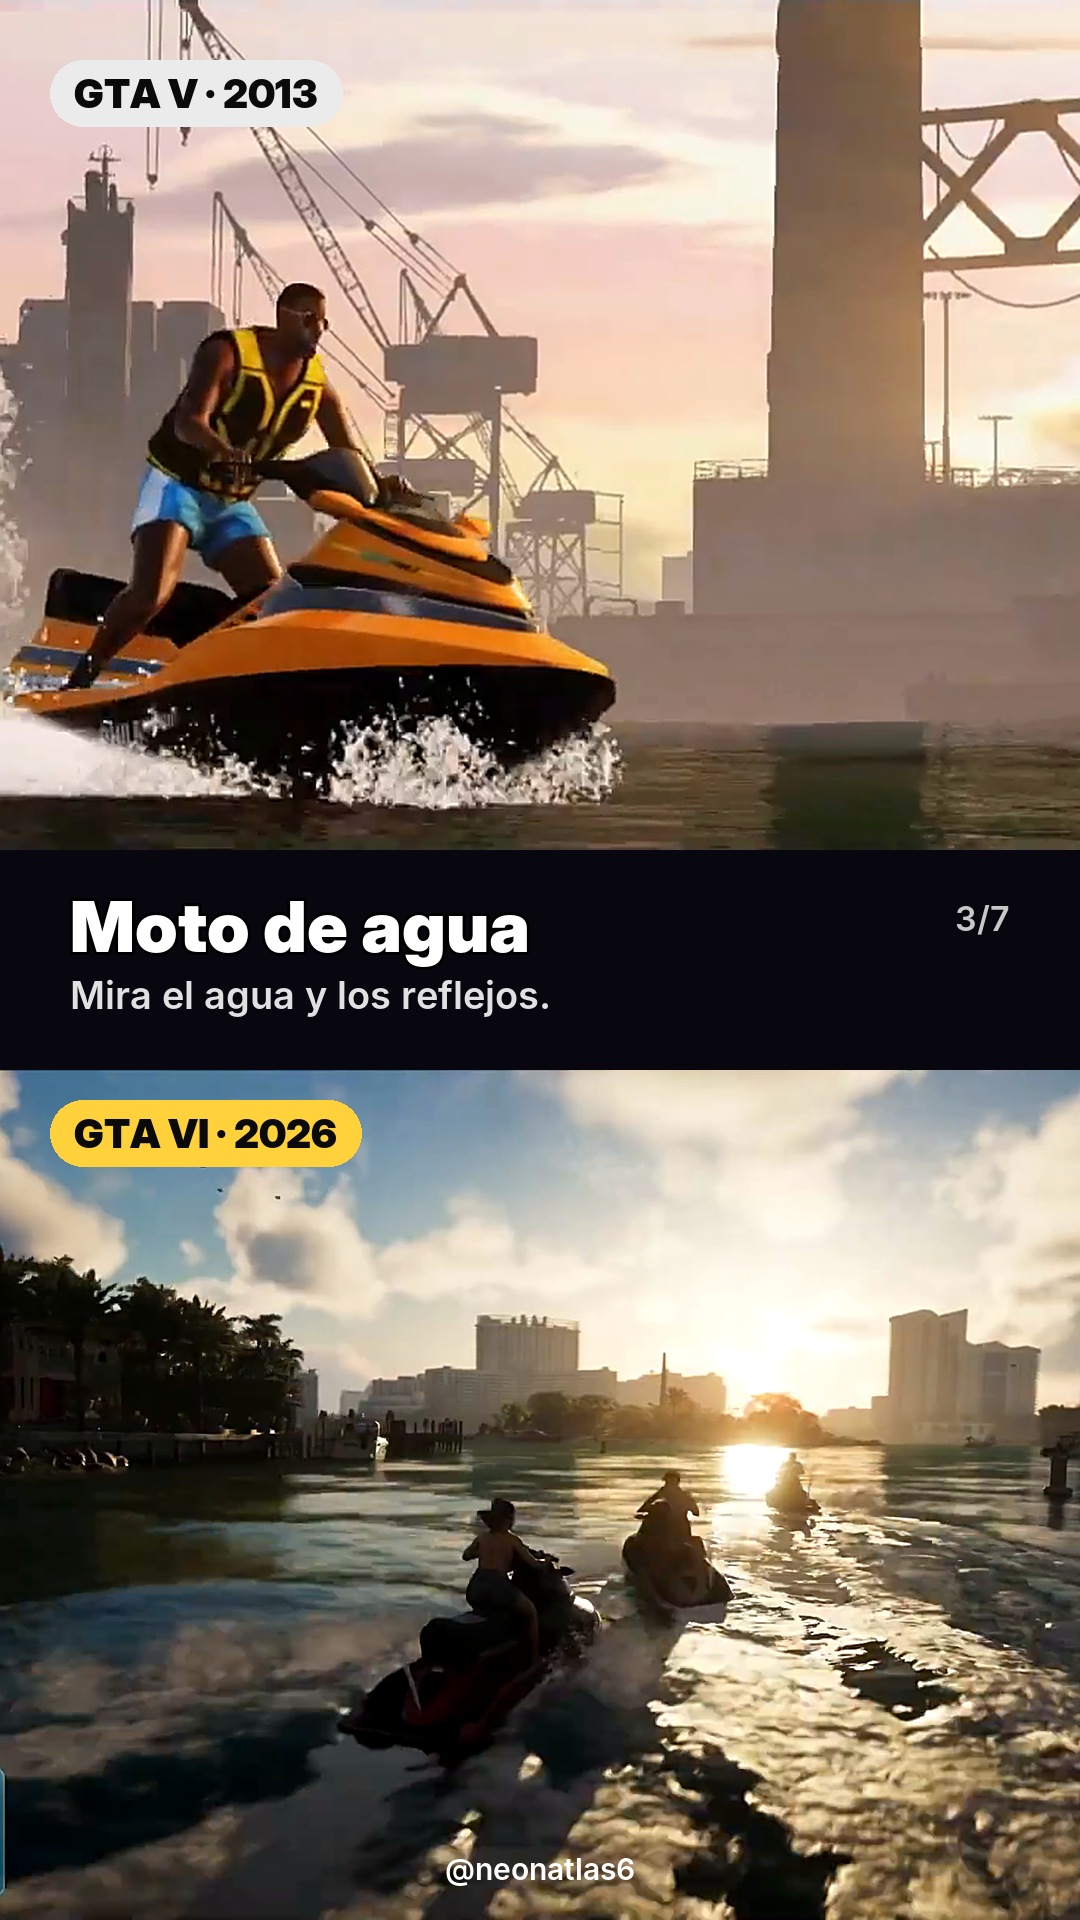 GTA V · 2013
Moto de agua
3/7
Mira el agua y los reflejos.
GTA VI · 2026
@neonatlas6